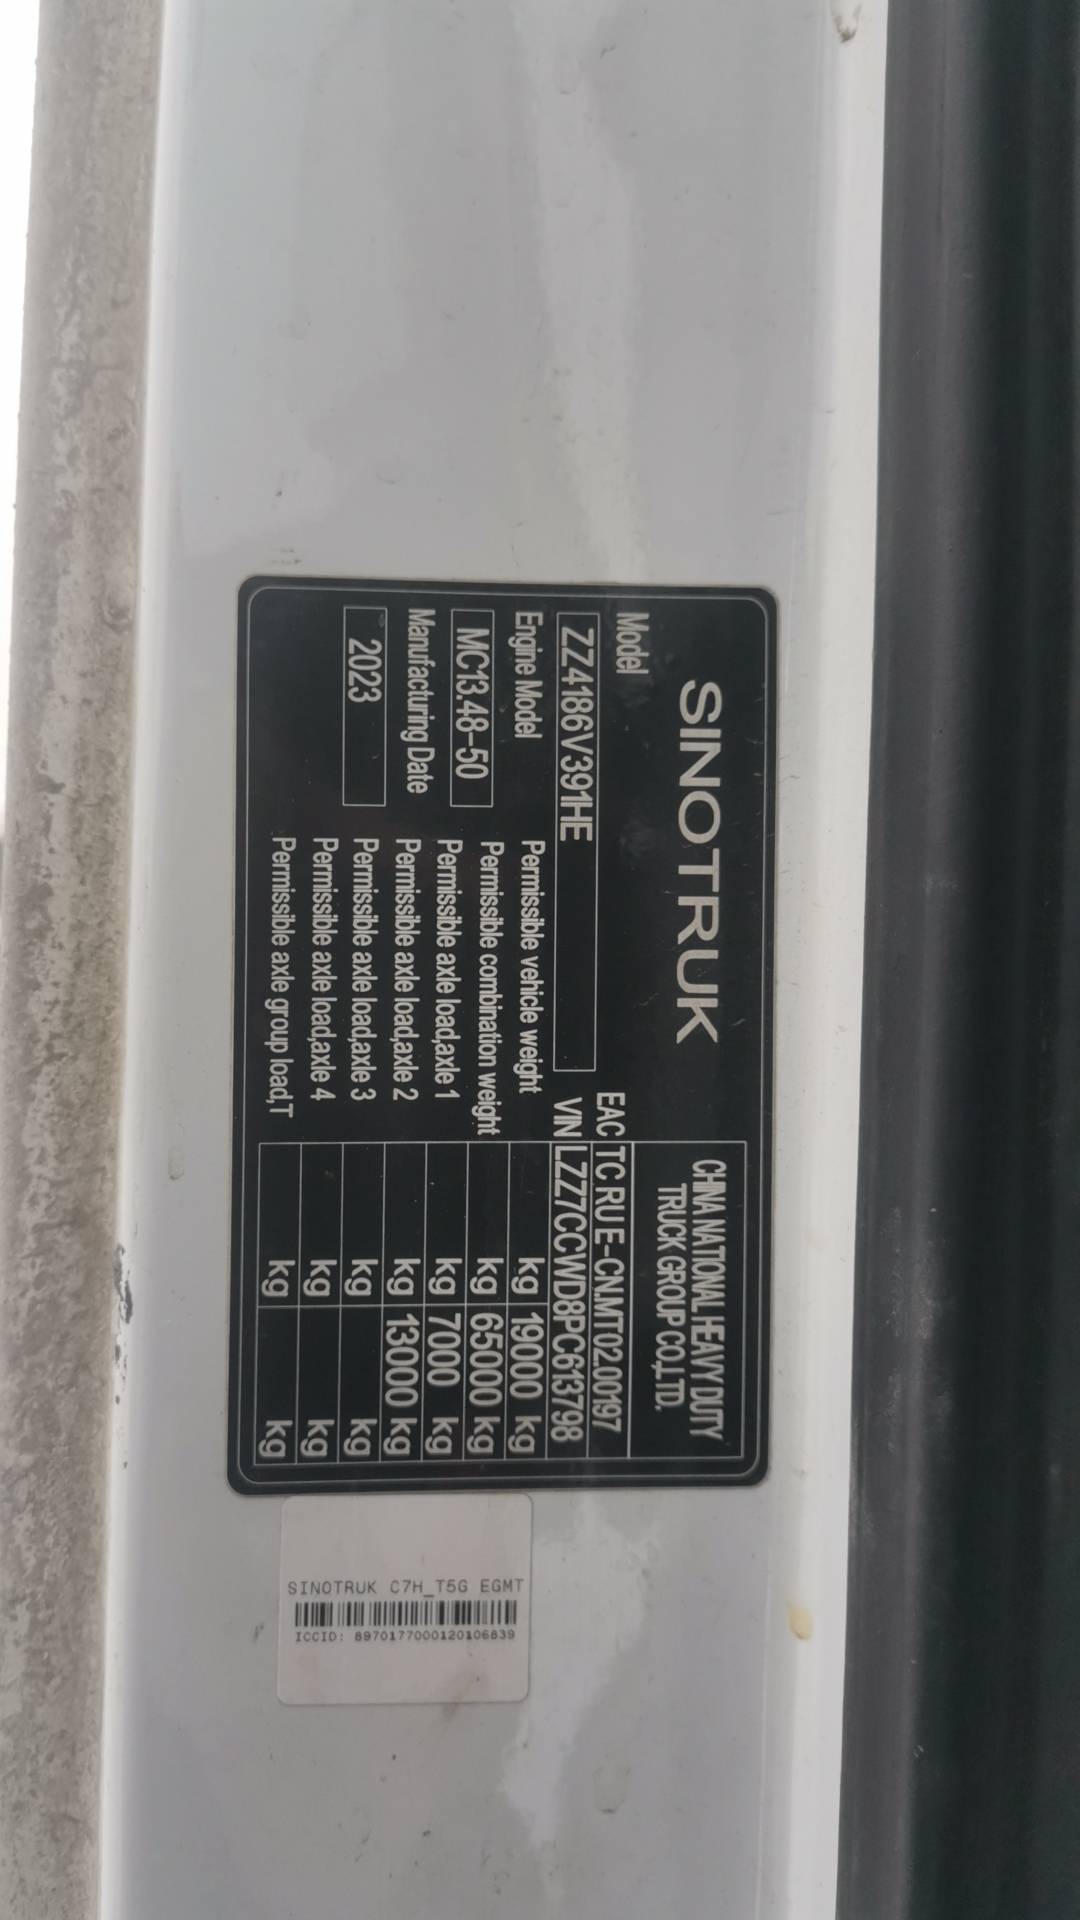 SINOTRUK
CHINA NATIONAL HEAVY DUTY
TRUCK GROUP CO.,LTD.
Model
EAC TC RU E-CN.MT02.00197
ZZ4186V391HE
VIN LZZ7CCWD8PC613798
Engine Model
MC13.48-50
Manufacturing Date
2023
Permissible vehicle weight kg 19000 kg
Permissible combination weight kg 65000 kg
Permissible axle load,axle 1 kg 7000 kg
Permissible axle load,axle 2 kg 13000 kg
Permissible axle load,axle 3 kg kg
Permissible axle load,axle 4 kg kg
Permissible axle group load,T kg kg
SINOTRUK C7H_T5G EGMT
ICCID: 8970177000120106839